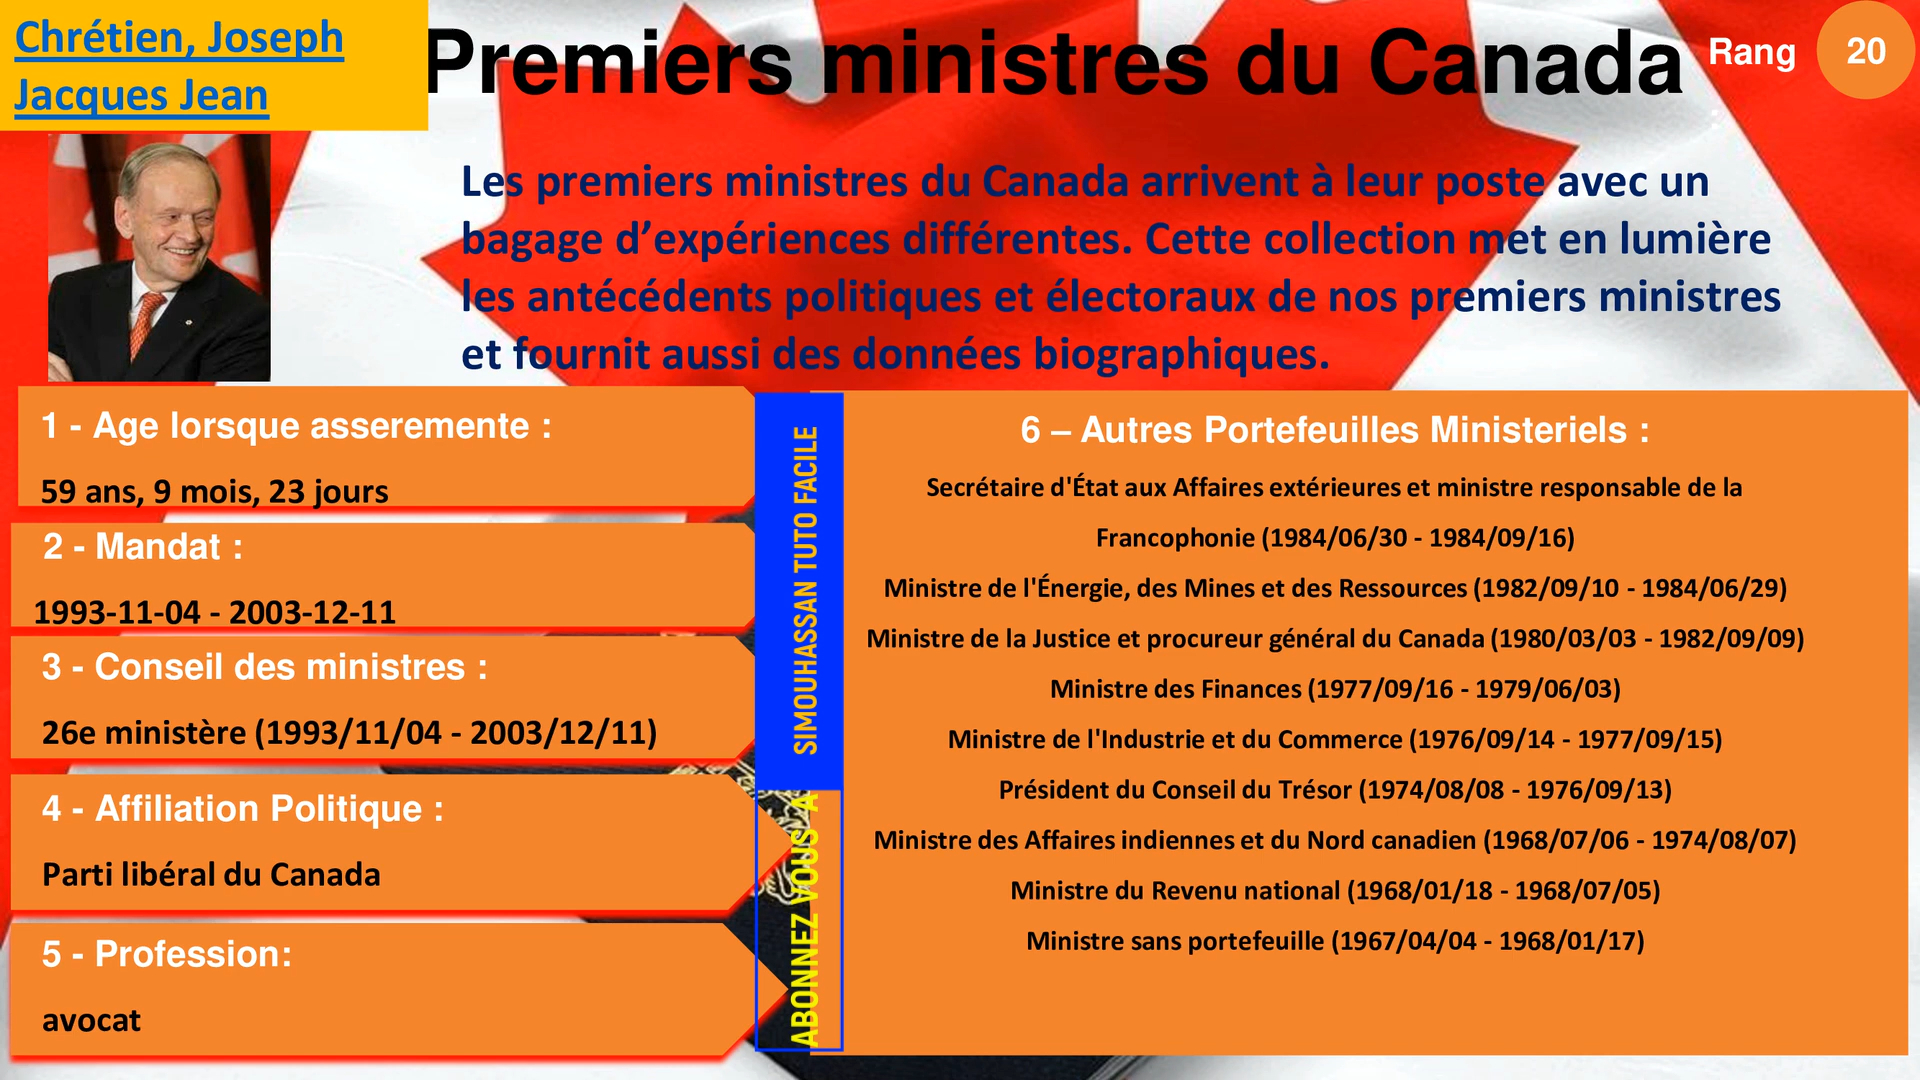 Chrétien, Joseph
Jacques Jean
Premiers ministres du Canada
Rang
20
Les premiers ministres du Canada arrivent à leur poste avec un
bagage d’expériences différentes. Cette collection met en lumière
les antécédents politiques et électoraux de nos premiers ministres
et fournit aussi des données biographiques.
1 - Age lorsque asseremente :
59 ans, 9 mois, 23 jours
2 - Mandat :
1993-11-04 - 2003-12-11
3 - Conseil des ministres :
26e ministère (1993/11/04 - 2003/12/11)
4 - Affiliation Politique :
Parti libéral du Canada
5 - Profession:
avocat
ABONNEZ VOUS A
SIMOUHASSAN TUTO FACILE
6 – Autres Portefeuilles Ministeriels :
Secrétaire d'État aux Affaires extérieures et ministre responsable de la
Francophonie (1984/06/30 - 1984/09/16)
Ministre de l'Énergie, des Mines et des Ressources (1982/09/10 - 1984/06/29)
Ministre de la Justice et procureur général du Canada (1980/03/03 - 1982/09/09)
Ministre des Finances (1977/09/16 - 1979/06/03)
Ministre de l'Industrie et du Commerce (1976/09/14 - 1977/09/15)
Président du Conseil du Trésor (1974/08/08 - 1976/09/13)
Ministre des Affaires indiennes et du Nord canadien (1968/07/06 - 1974/08/07)
Ministre du Revenu national (1968/01/18 - 1968/07/05)
Ministre sans portefeuille (1967/04/04 - 1968/01/17)